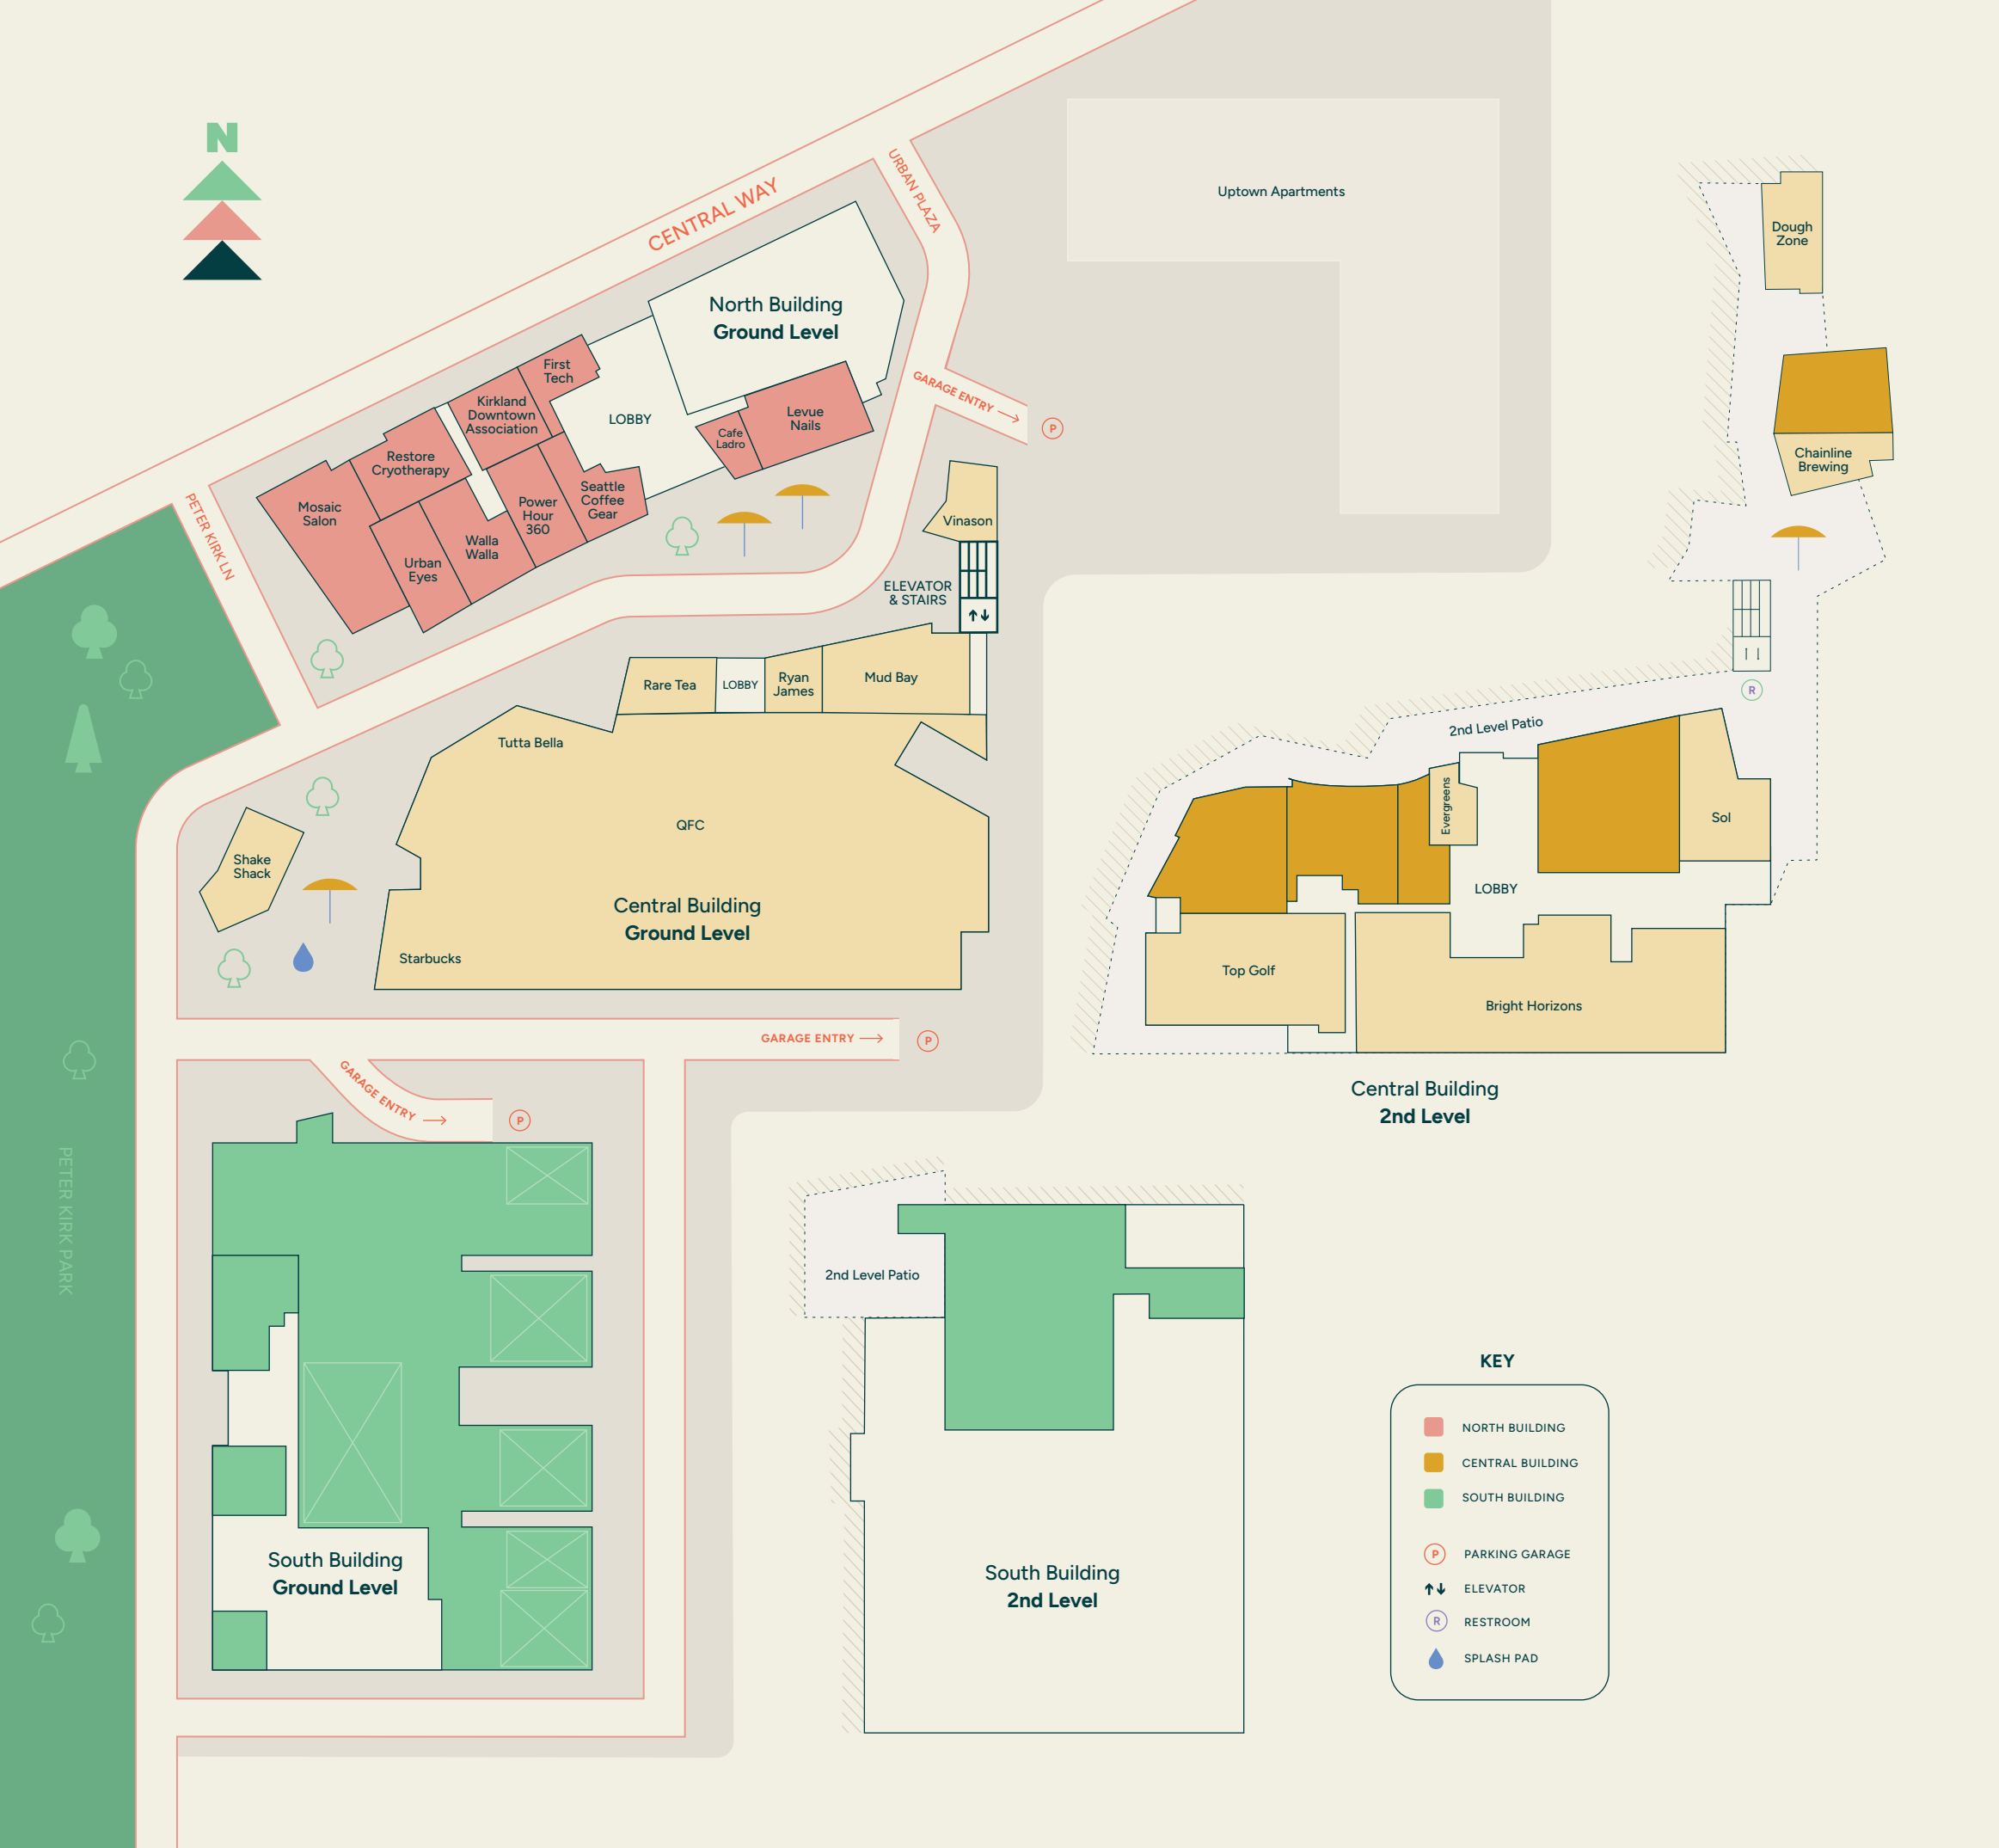 N
CENTRAL WAY
URBAN PLAZA
Uptown Apartments
North Building
Ground Level
First
Tech
Kirkland
Downtown
Association
LOBBY
Levue
Nails
Cafe
Ladro
GARAGE ENTRY
P
Restore
Cryotherapy
Mosaic
Salon
Seattle
Coffee
Gear
Power
Hour
360
Walla
Walla
Urban
Eyes
PETER KIRK LN
Vinason
ELEVATOR
& STAIRS
Rare Tea
LOBBY
Ryan
James
Mud Bay
Tutta Bella
QFC
Shake
Shack
Central Building
Ground Level
Starbucks
GARAGE ENTRY
P
GARAGE ENTRY
P
PETER KIRK PARK
South Building
Ground Level
Dough
Zone
Chainline
Brewing
R
2nd Level Patio
Evergreens
Sol
LOBBY
Top Golf
Bright Horizons
Central Building
2nd Level
2nd Level Patio
South Building
2nd Level
KEY
NORTH BUILDING
CENTRAL BUILDING
SOUTH BUILDING
P PARKING GARAGE
ELEVATOR
R RESTROOM
SPLASH PAD